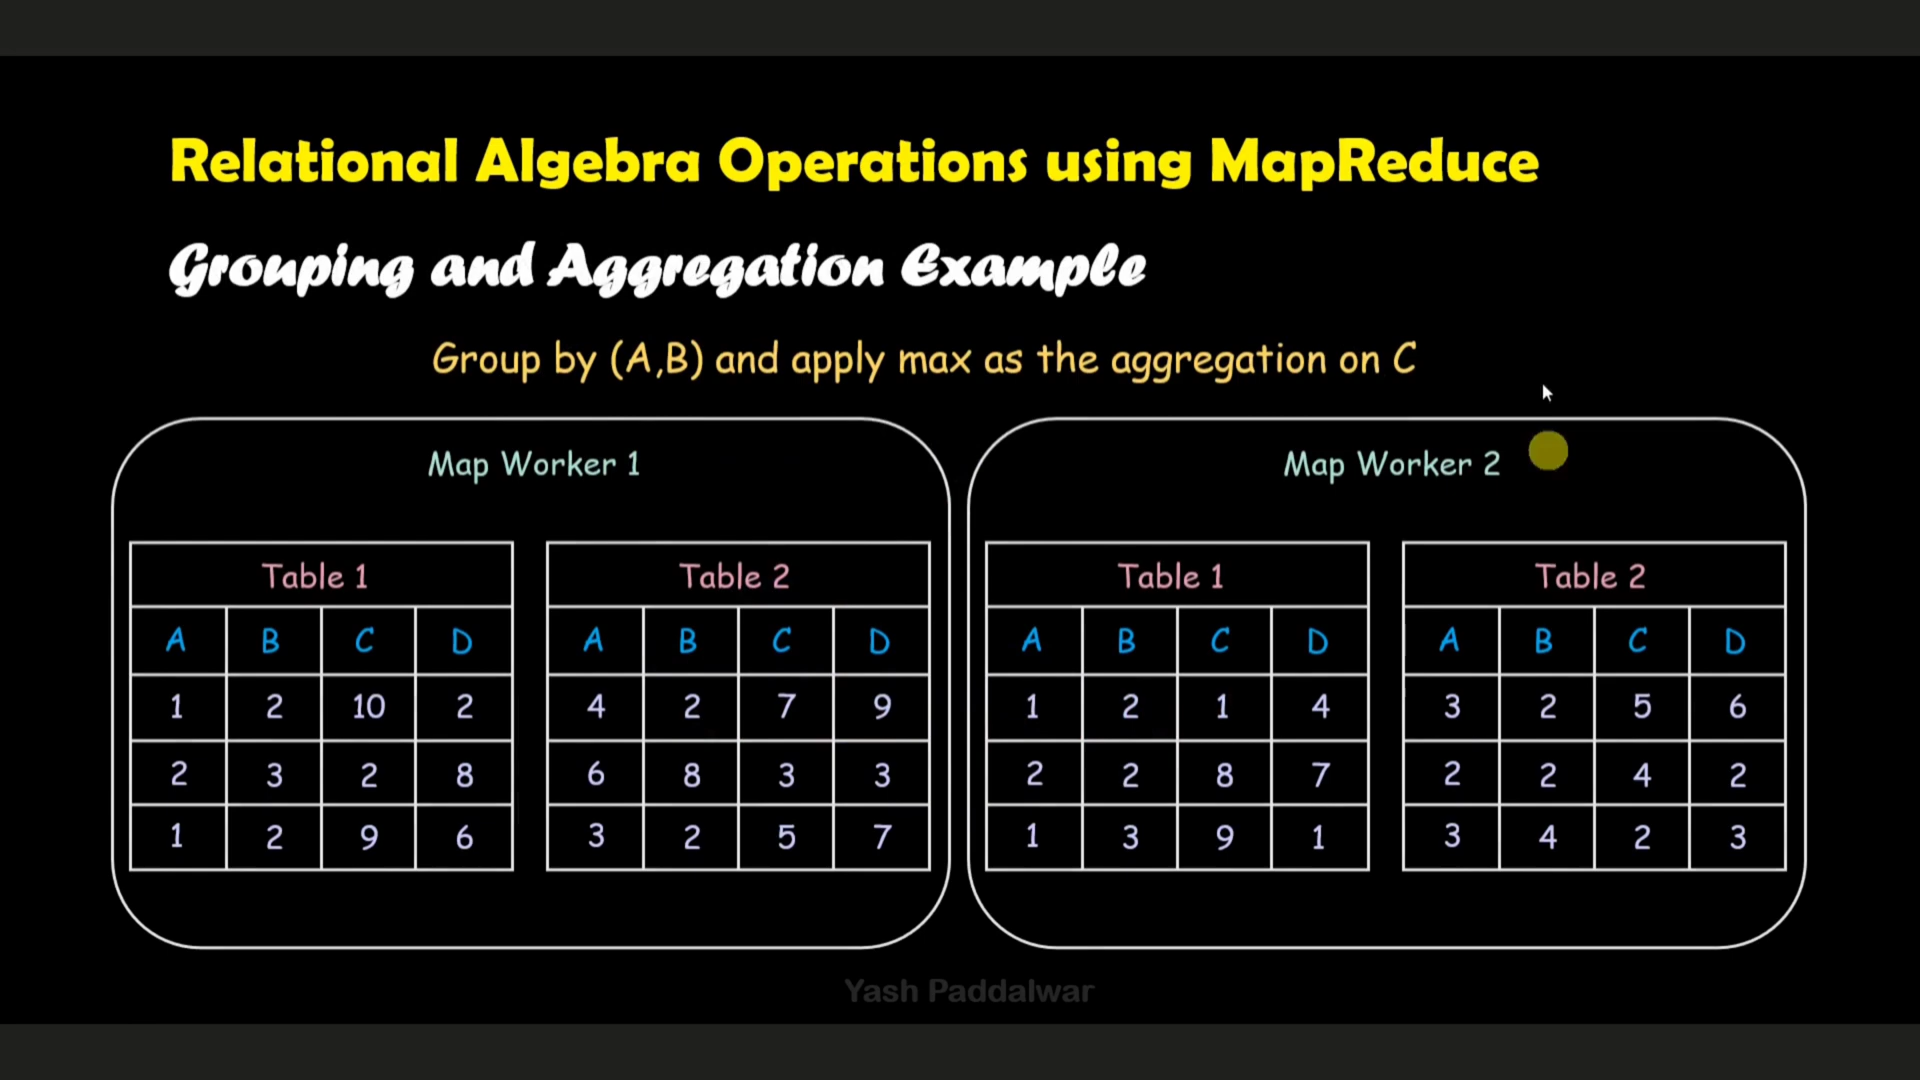 Relational Algebra Operations using MapReduce
Grouping and Aggregation Example
Group by (A,B) and apply max as the aggregation on C
Map Worker 1
Table 1
A B C D
1 2 10 2
2 3 2 8
1 2 9 6
Table 2
A B C D
4 2 7 9
6 8 3 3
3 2 5 7
Map Worker 2
Table 1
A B C D
1 2 1 4
2 2 8 7
1 3 9 1
Table 2
A B C D
3 2 5 6
2 2 4 2
3 4 2 3
Yash Paddalwar